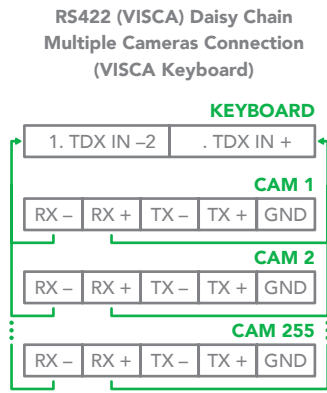 RS422 (VISCA) Daisy Chain
Multiple Cameras Connection
(VISCA Keyboard)
KEYBOARD
1. TDX IN –2 . TDX IN +
CAM 1
RX – RX + TX – TX + GND
CAM 2
RX – RX + TX – TX + GND
CAM 255
RX – RX + TX – TX + GND